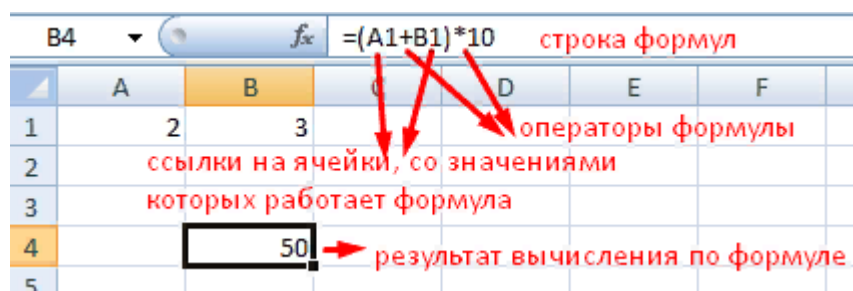 B4 fx =(A1+B1)*10 строка формул
A B C D E F
1 2 3 операторы формулы
2 ссылки на ячейки, со значениями
3 которых работает формула
4 50 результат вычисления по формуле
5